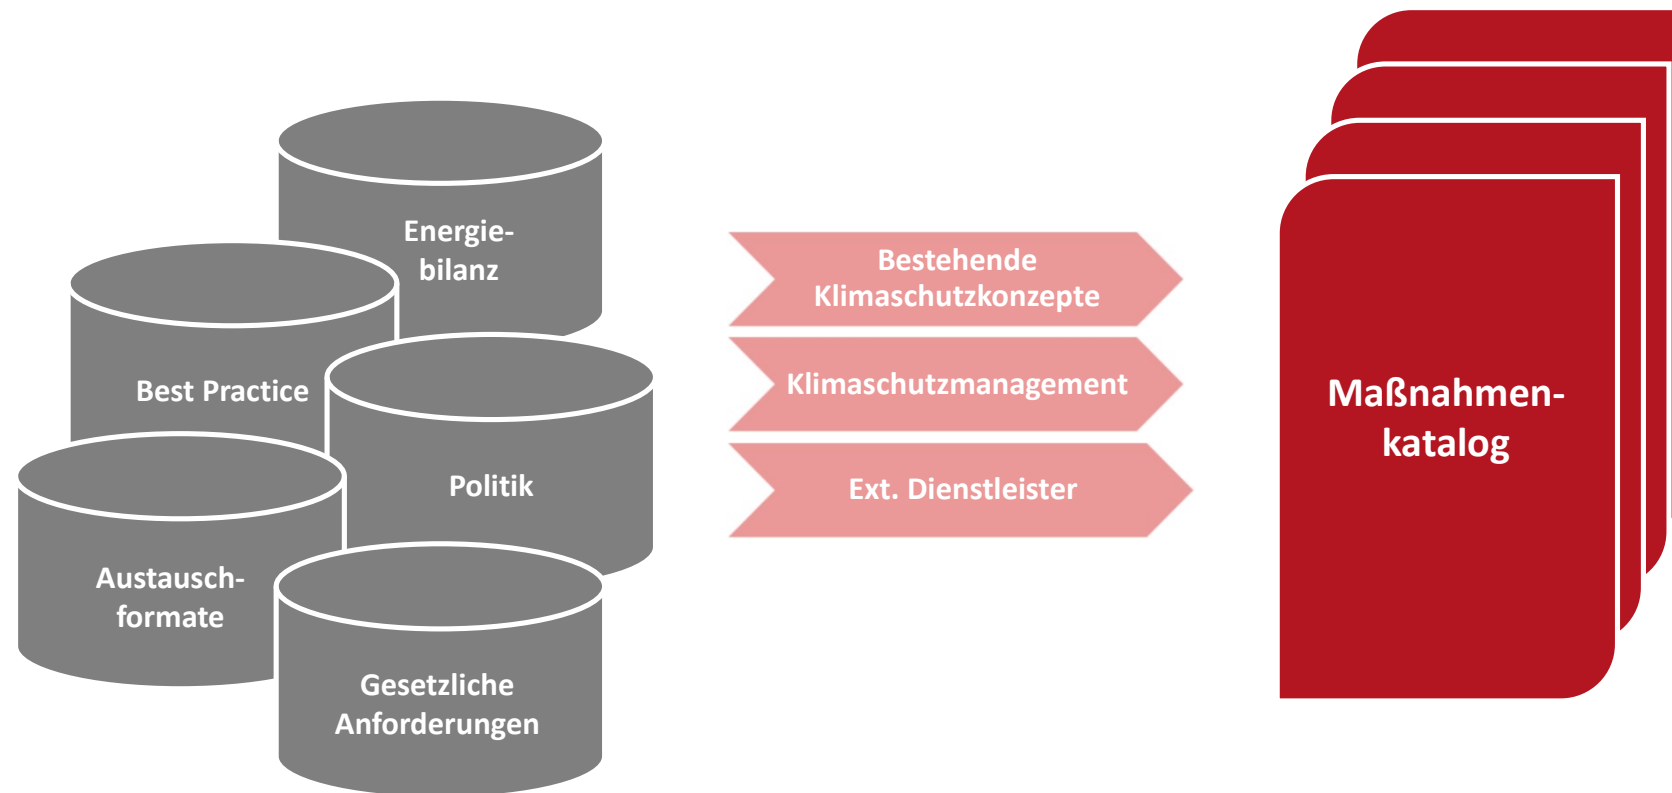 Energie-
bilanz
Best Practice
Politik
Austausch-
formate
Gesetzliche
Anforderungen
Bestehende
Klimaschutzkonzepte
Klimaschutzmanagement
Ext. Dienstleister
Maßnahmen-
katalog